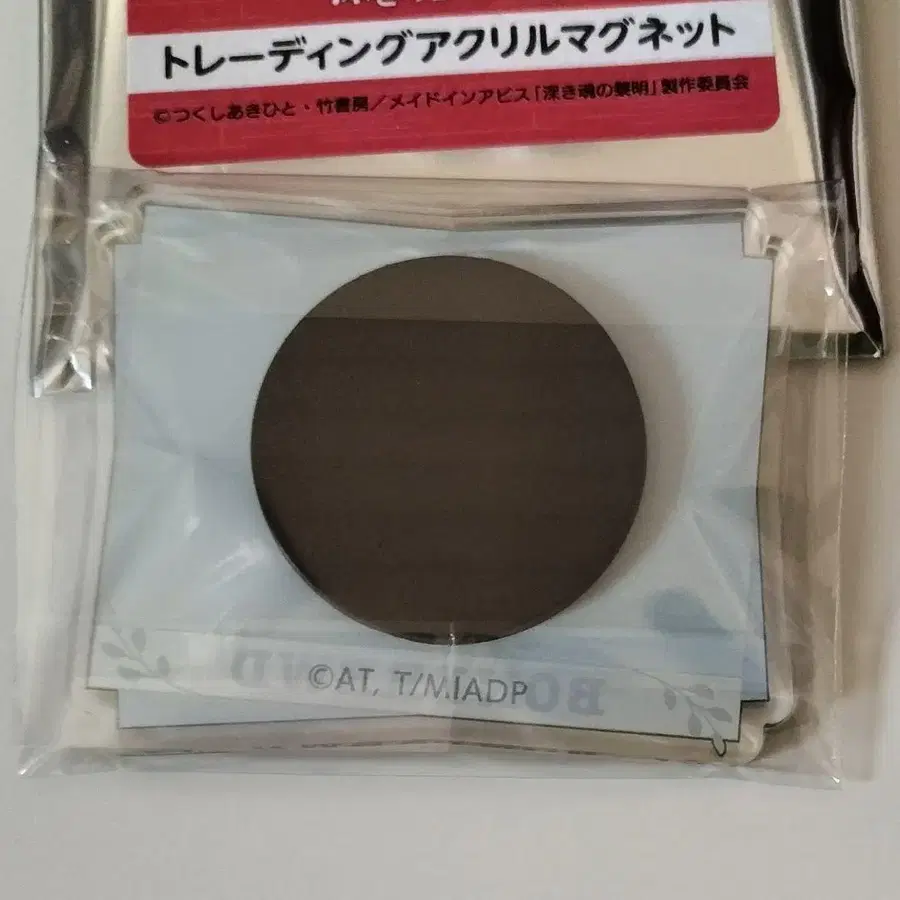 トレーディングアクリルマグネット
©つくしあきひと・竹書房／メイドインアビス「深き魂の黎明」製作委員会
©AT, T/MIADP